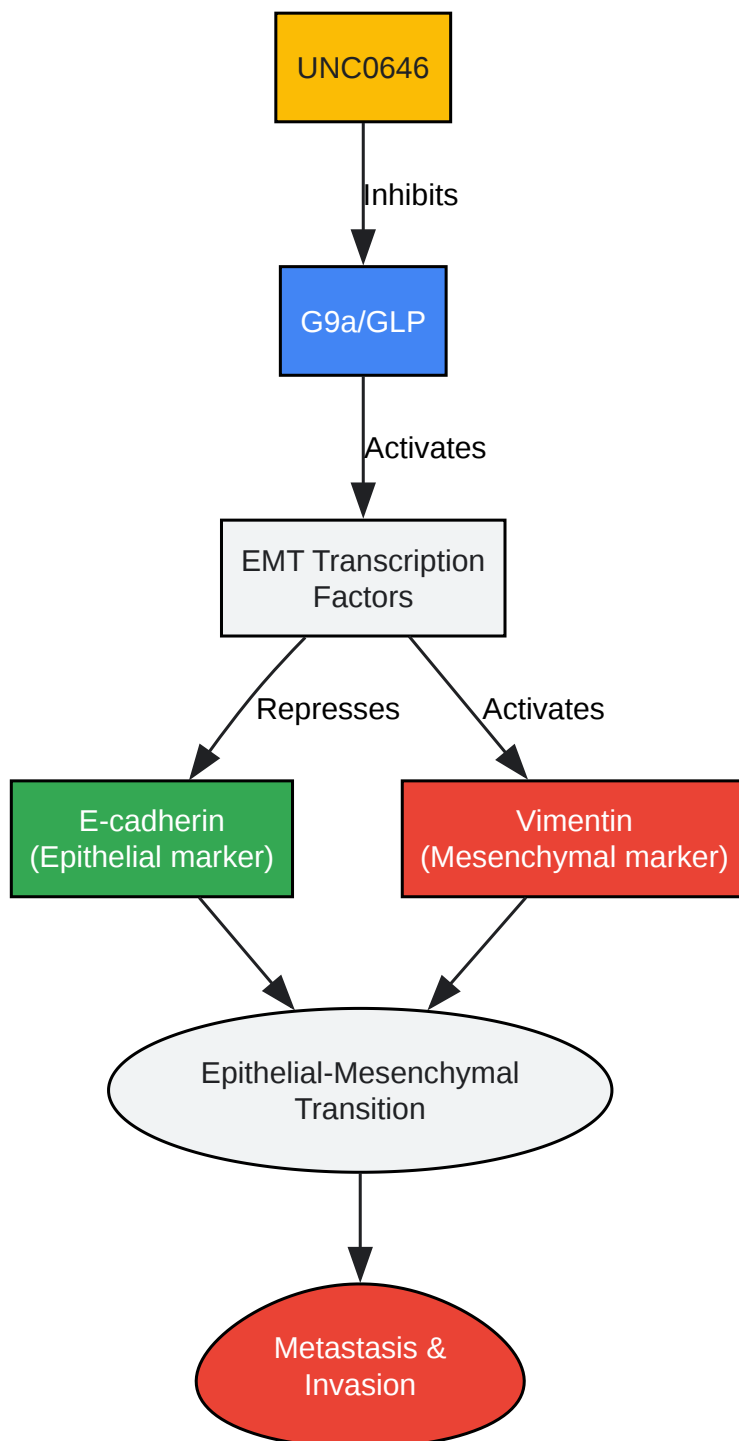 UNC0646
Inhibits
G9a/GLP
Activates
EMT Transcription
Factors
Represses
Activates
E-cadherin
(Epithelial marker)
Vimentin
(Mesenchymal marker)
Epithelial-Mesenchymal
Transition
Metastasis &
Invasion